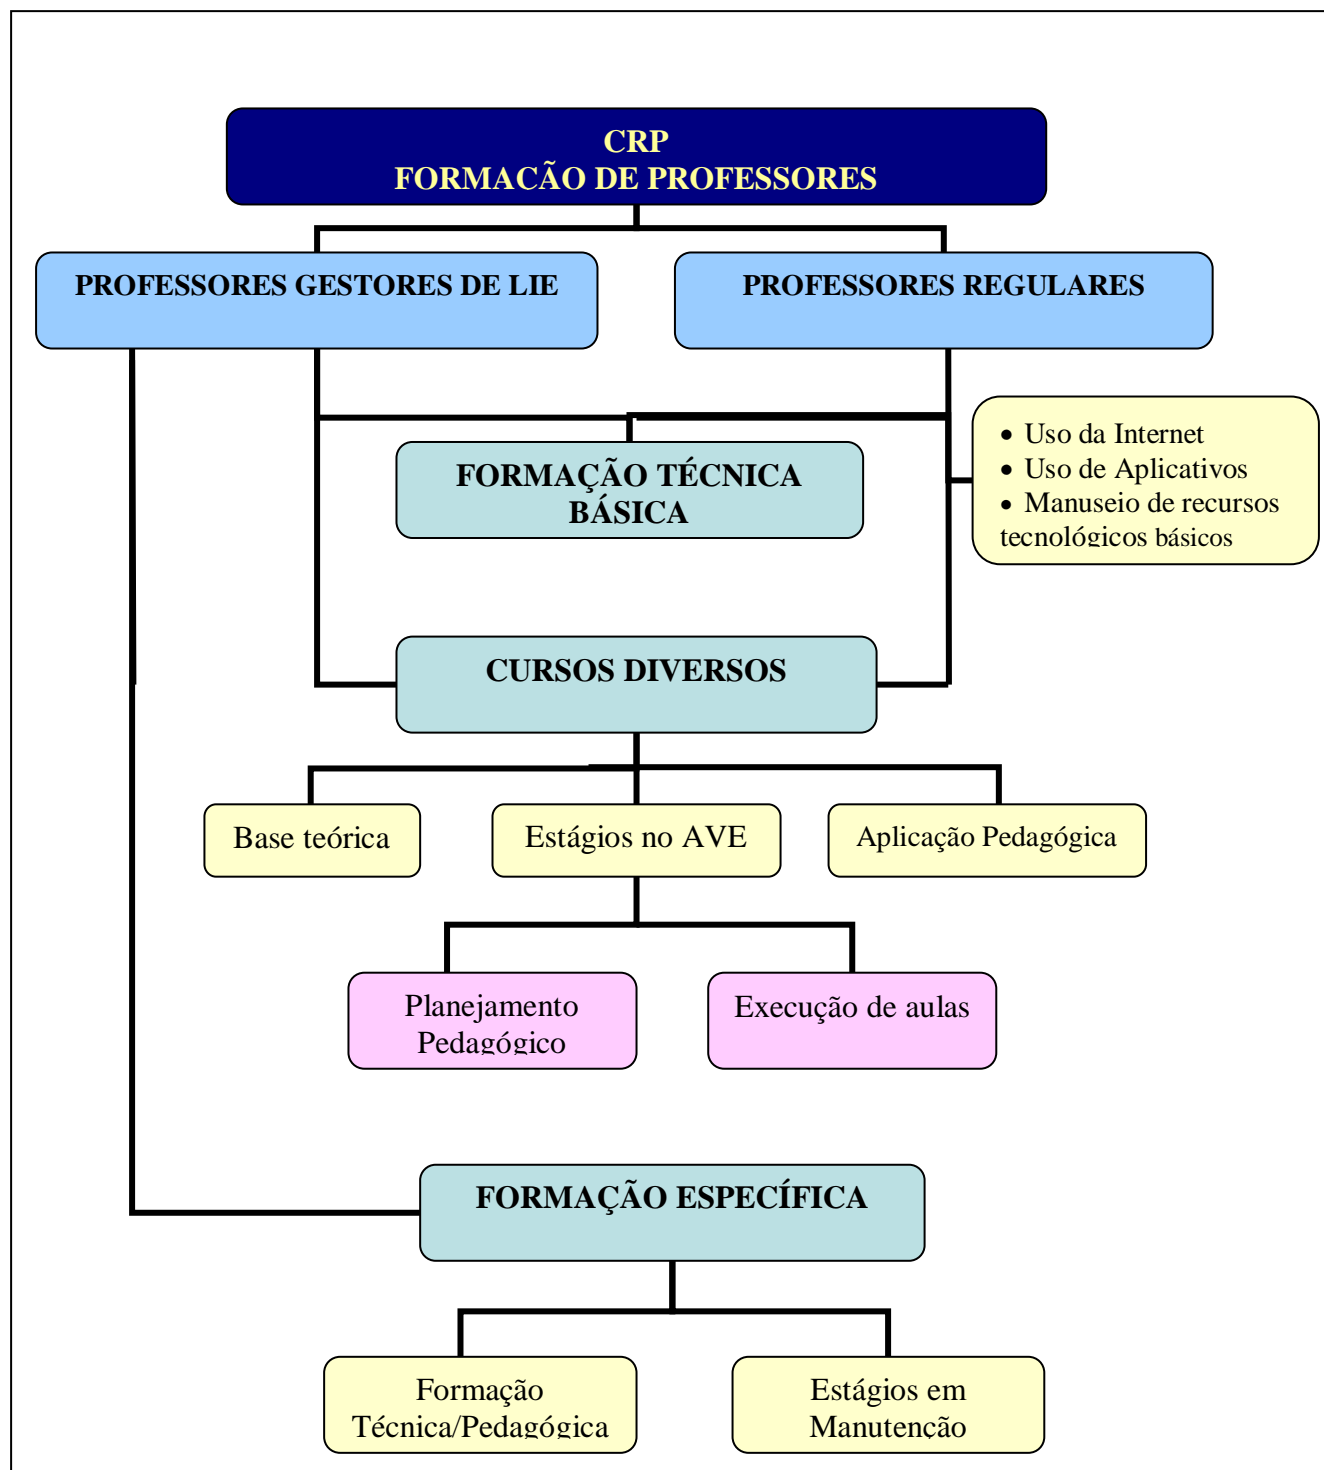 CRP
FORMACÃO DE PROFESSORES
PROFESSORES GESTORES DE LIE
PROFESSORES REGULARES
• Uso da Internet
• Uso de Aplicativos
• Manuseio de recursos
tecnológicos básicos
FORMAÇÃO TÉCNICA
BÁSICA
CURSOS DIVERSOS
Base teórica
Estágios no AVE
Aplicação Pedagógica
Planejamento
Pedagógico
Execução de aulas
FORMAÇÃO ESPECÍFICA
Formação
Técnica/Pedagógica
Estágios em
Manutenção